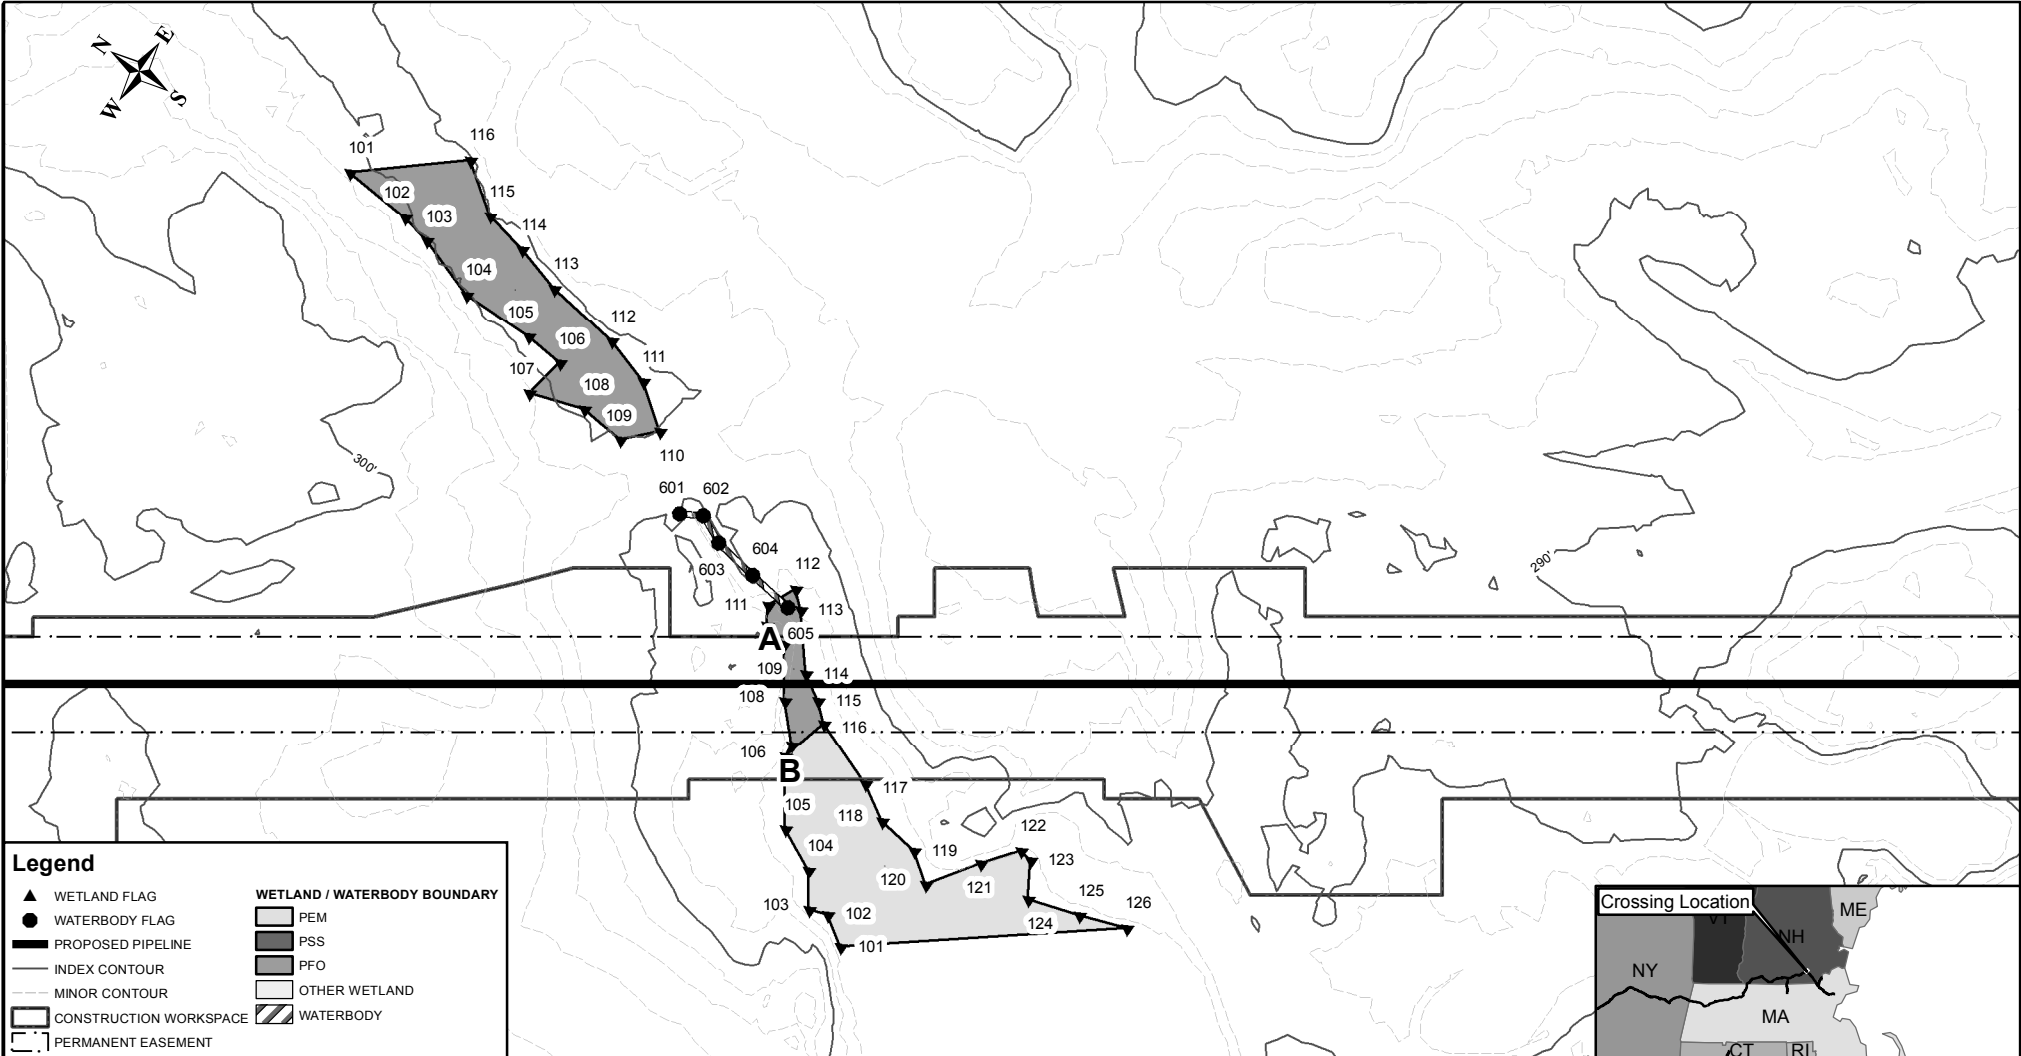 N
E
W
S
101
116
102
115
103
114
104
113
105
112
106
107
111
108
109
110
300'
601
602
604
603
112
111
113
290'
A
605
109
114
108
115
116
106
B
117
105
118
122
104
119
123
120
121
125
103
102
126
124
101
Legend
WETLAND FLAG
WATERBODY FLAG
PROPOSED PIPELINE
INDEX CONTOUR
MINOR CONTOUR
CONSTRUCTION WORKSPACE
PERMANENT EASEMENT
WETLAND / WATERBODY BOUNDARY
PEM
PSS
PFO
OTHER WETLAND
WATERBODY
Crossing Location
VT
ME
NH
NY
MA
CT
RI